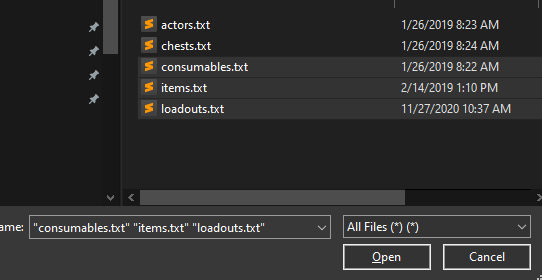 actors.txt 1/26/2019 8:23 AM
chests.txt 1/26/2019 8:24 AM
consumables.txt 1/26/2019 8:22 AM
items.txt 2/14/2019 1:10 PM
loadouts.txt 11/27/2020 10:37 AM
ame: "consumables.txt" "items.txt" "loadouts.txt" All Files (*) (*)
Open Cancel